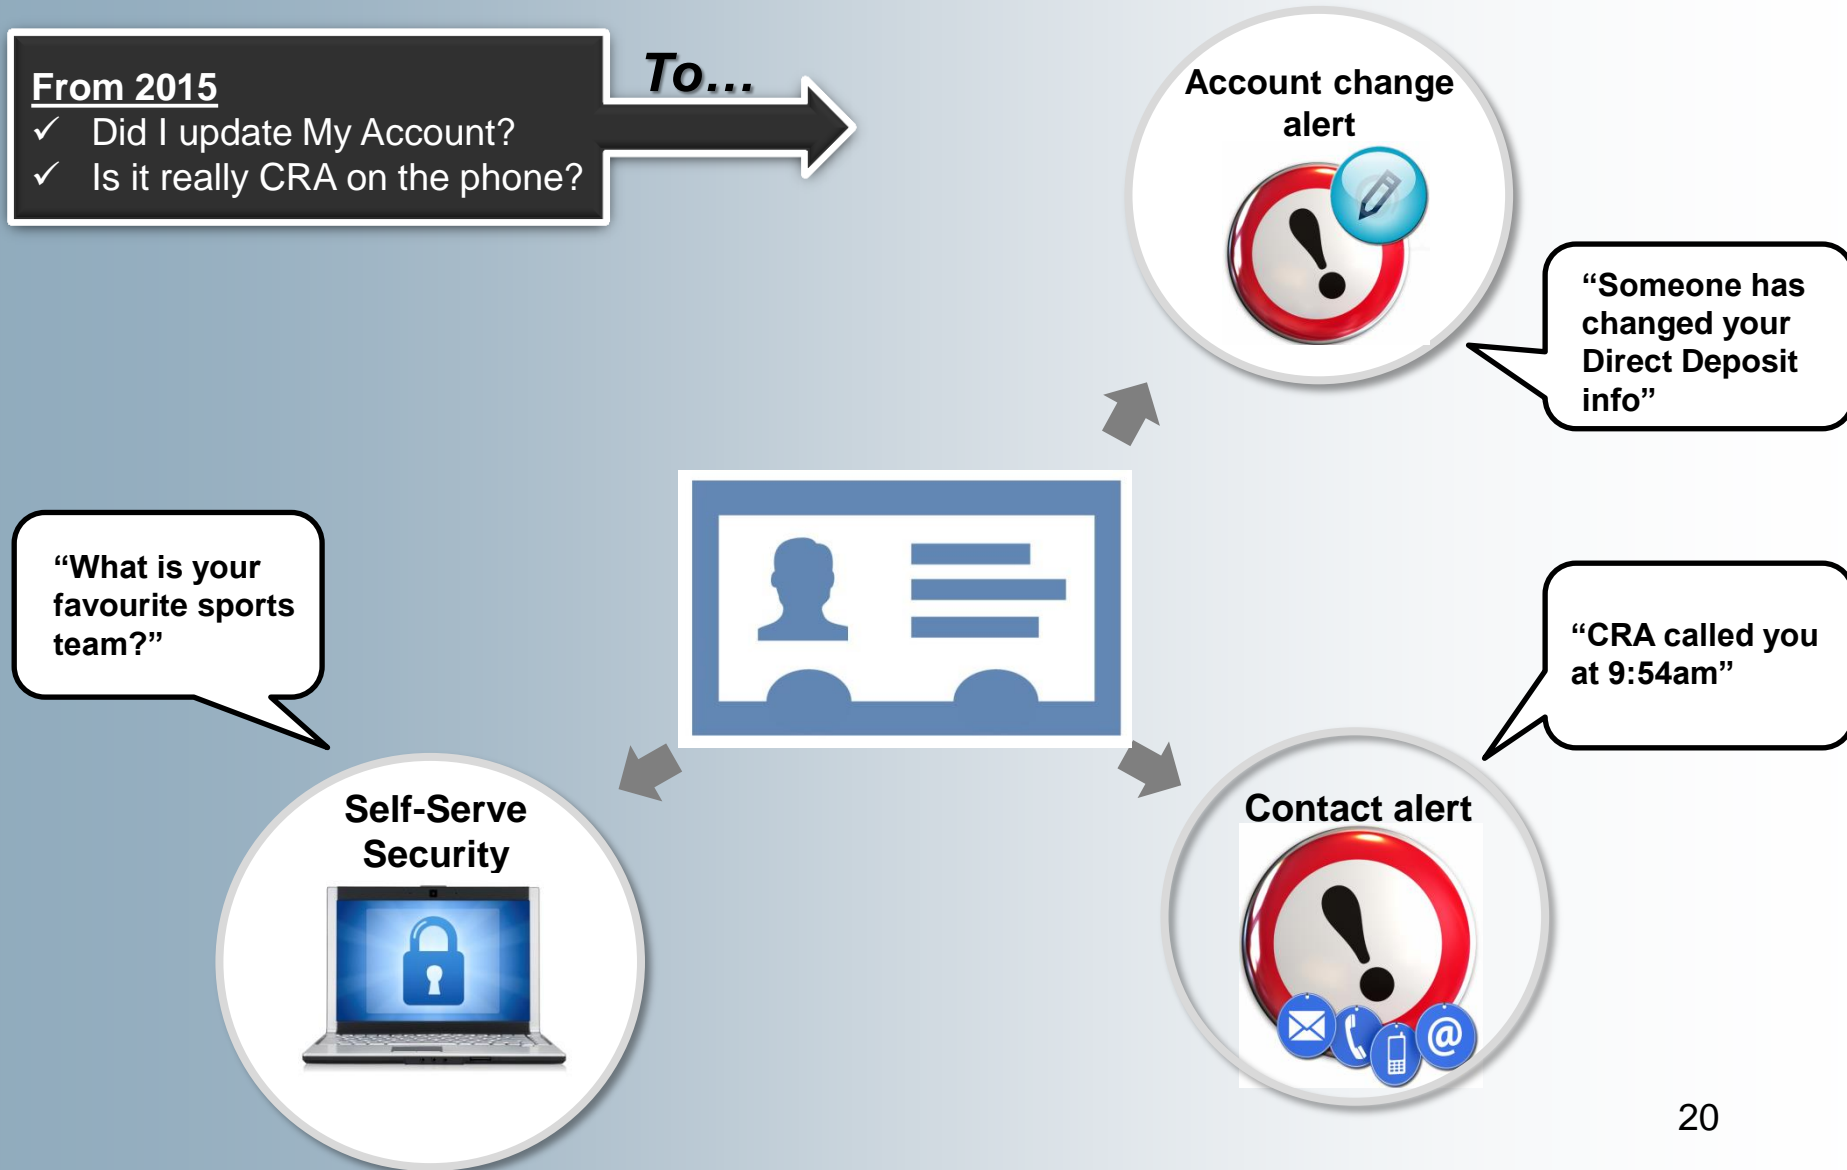 From 2015
✓ Did I update My Account?
✓ Is it really CRA on the phone?
To...
Account change
alert
“Someone has
changed your
Direct Deposit
info”
“What is your
favourite sports
team?”
“CRA called you
at 9:54am”
Self-Serve
Security
Contact alert
@
20